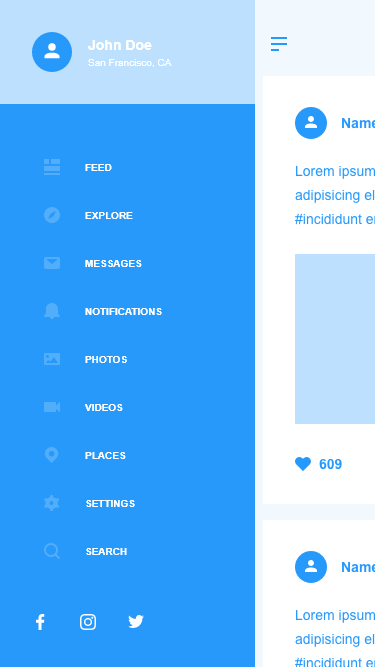 John Doe
San Francisco, CA
FEED
EXPLORE
MESSAGES
NOTIFICATIONS
PHOTOS
VIDEOS
PLACES
SETTINGS
SEARCH
Name
Lorem ipsum
adipisicing el
#incididunt
609
Name
Lorem ipsum
adipisicing el
#incididunt